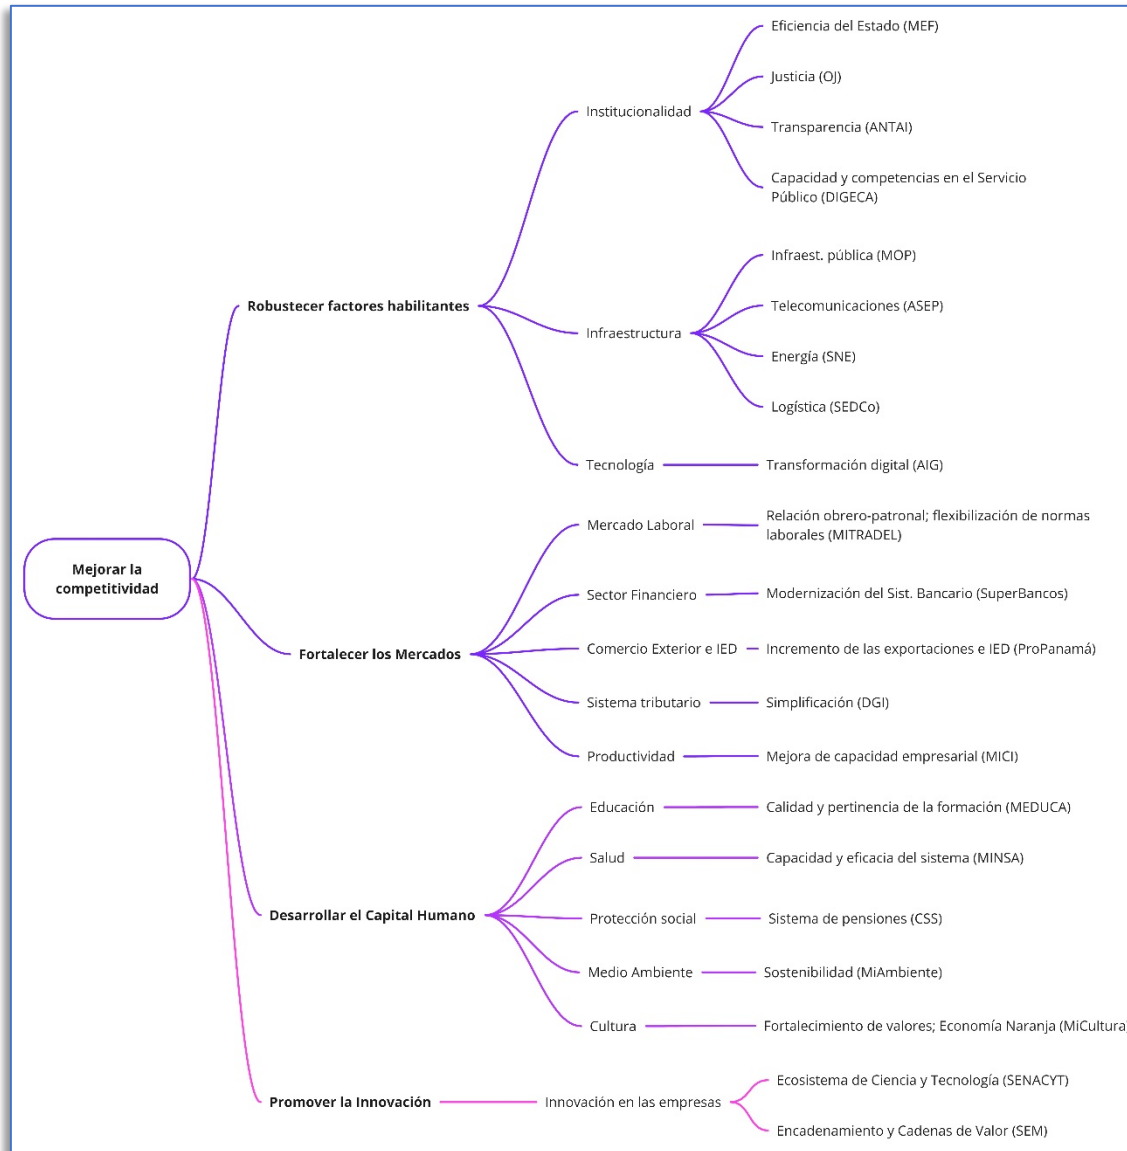 Mejorar la
competitividad
Robustecer factores habilitantes
Institucionalidad
Eficiencia del Estado (MEF)
Justicia (OJ)
Transparencia (ANTAI)
Capacidad y competencias en el Servicio
Público (DIGECA)
Infraestructura
Infraest. pública (MOP)
Telecomunicaciones (ASEP)
Energía (SNE)
Logística (SEDCo)
Tecnología
Transformación digital (AIG)
Fortalecer los Mercados
Mercado Laboral
Relación obrero-patronal; flexibilización de normas
laborales (MITRADEL)
Sector Financiero
Modernización del Sist. Bancario (SuperBancos)
Comercio Exterior e IED
Incremento de las exportaciones e IED (ProPanamá)
Sistema tributario
Simplificación (DGI)
Productividad
Mejora de capacidad empresarial (MICI)
Desarrollar el Capital Humano
Educación
Calidad y pertinencia de la formación (MEDUCA)
Salud
Capacidad y eficacia del sistema (MINSA)
Protección social
Sistema de pensiones (CSS)
Medio Ambiente
Sostenibilidad (MiAmbiente)
Cultura
Fortalecimiento de valores; Economía Naranja (MiCultura)
Promover la Innovación
Innovación en las empresas
Ecosistema de Ciencia y Tecnología (SENACYT)
Encadenamiento y Cadenas de Valor (SEM)